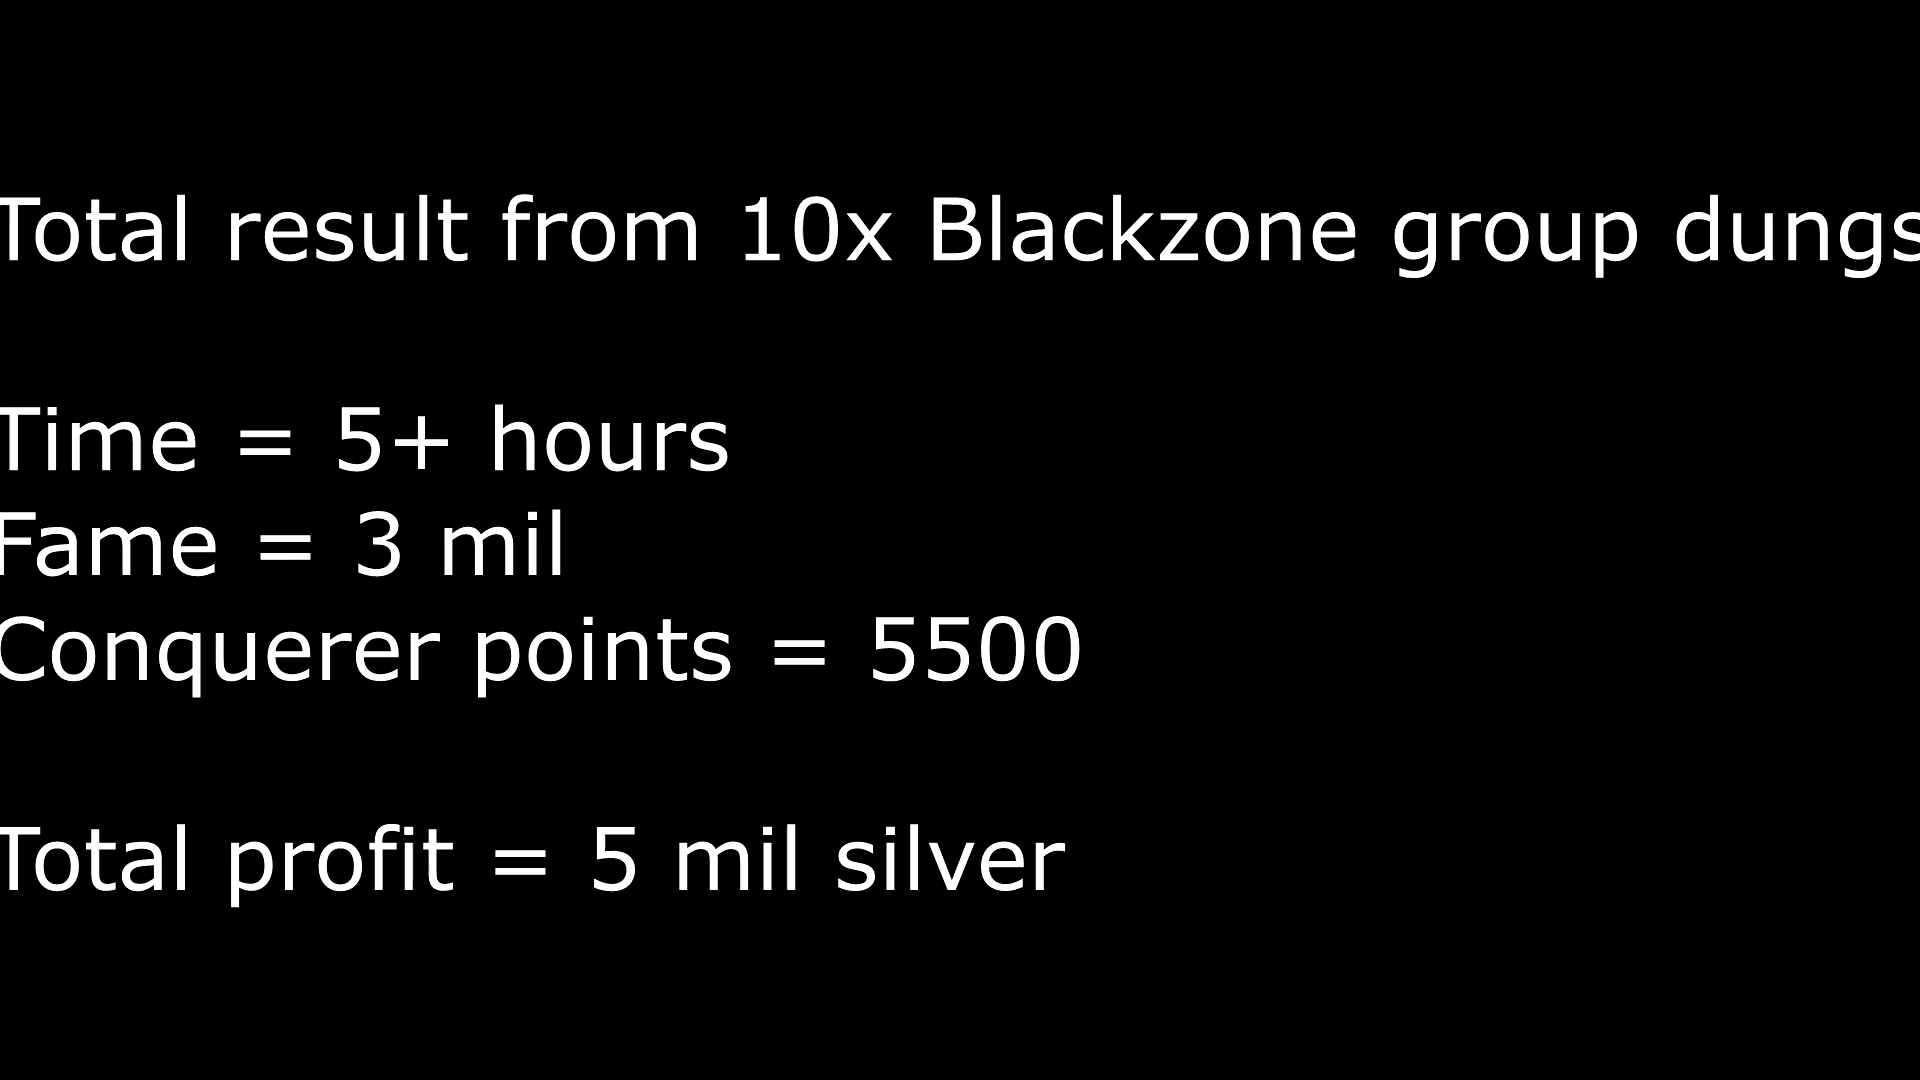 Total result from 10x Blackzone group dungs
Time = 5+ hours
Fame = 3 mil
Conquerer points = 5500
Total profit = 5 mil silver